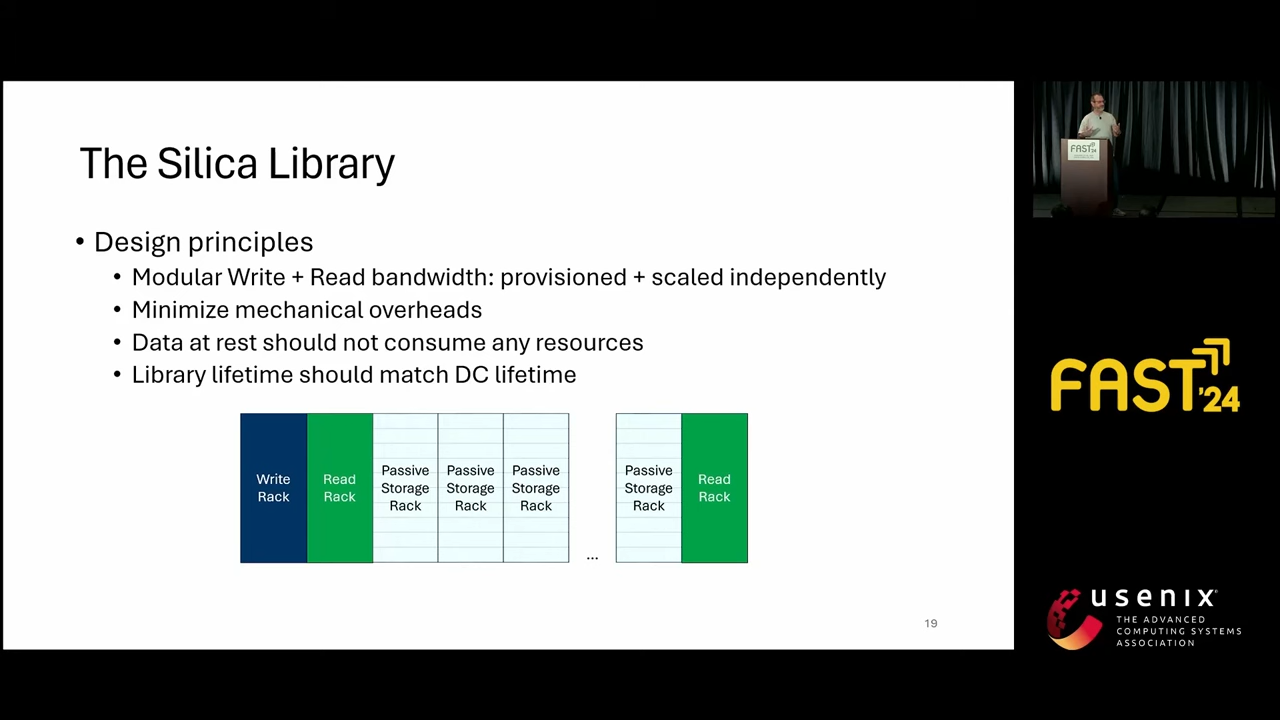 The Silica Library
• Design principles
• Modular Write + Read bandwidth: provisioned + scaled independently
• Minimize mechanical overheads
• Data at rest should not consume any resources
• Library lifetime should match DC lifetime
Write
Rack
Read
Rack
Passive
Storage
Rack
Passive
Storage
Rack
Passive
Storage
Rack
...
Passive
Storage
Rack
Read
Rack
19
FAST'24
FAST'24
usenix
THE ADVANCED
COMPUTING SYSTEMS
ASSOCIATION